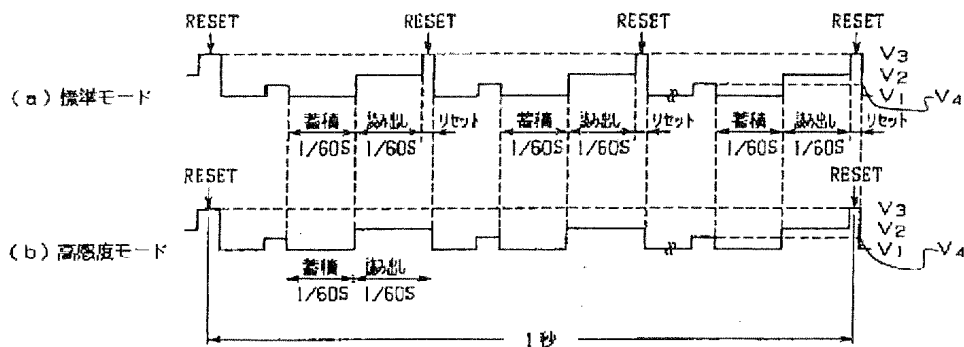 RESET RESET RESET RESET
V3
V2
V1 V4
(a) 標準モード
蓄積 読み出し リセット 蓄積 読み出し リセット 蓄積 読み出し リセット
1/60S 1/60S 1/60S 1/60S 1/60S 1/60S
RESET RESET
V3
V2
V1 V4
(b) 高感度モード
蓄積 読み出し
1/60S 1/60S
1秒